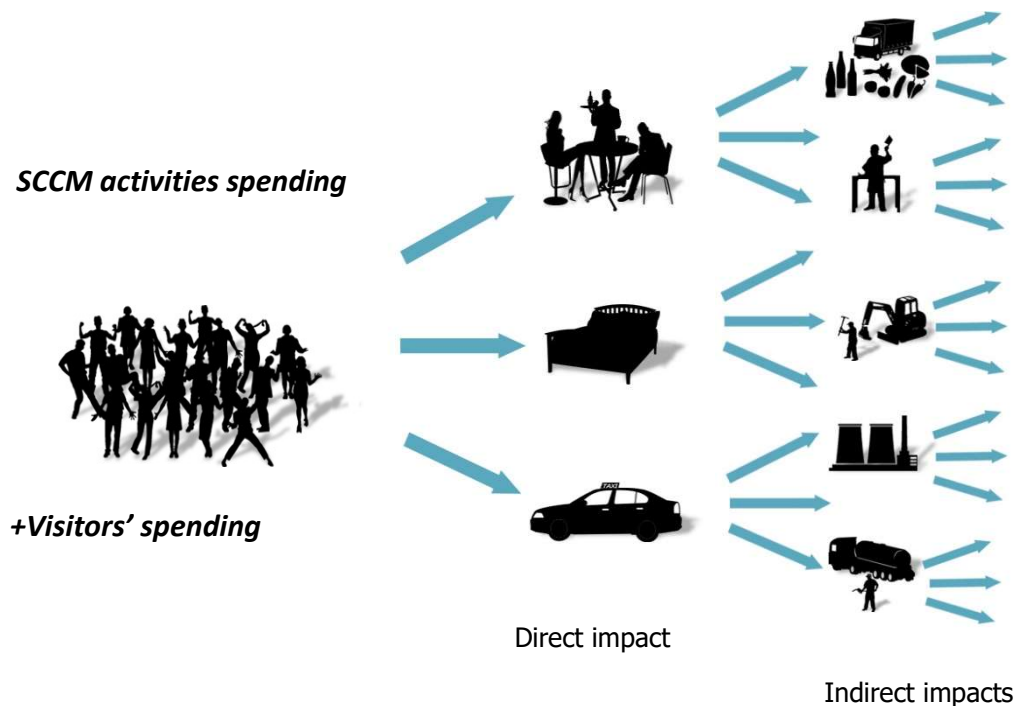 SCCM activities spending
+Visitors’ spending
TAXI
Direct impact
Indirect impacts